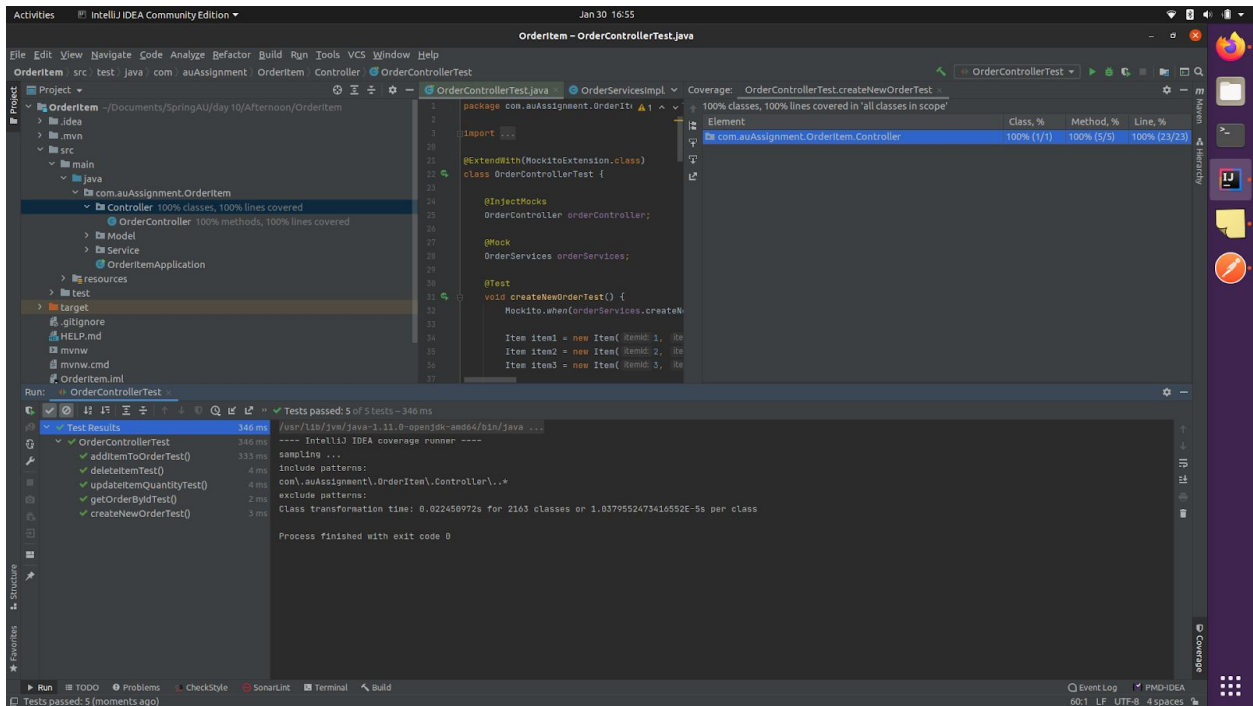 Activities IntelliJ IDEA Community Edition Jan 30 16:55
OrderItem – OrderControllerTest.java
File Edit View Navigate Code Analyze Refactor Build Run Tools VCS Window Help
OrderItem src test java com auAssignment OrderItem Controller OrderControllerTest OrderControllerTest
Project OrderControllerTest.java OrderServicesImpl. Coverage: OrderControllerTest.createNewOrderTest
OrderItem ~/Documents/SpringAU/day 10/Afternoon/OrderItem
.idea
.mvn
src
main
java
com.auAssignment.OrderItem
Controller 100% classes, 100% lines covered
OrderController 100% methods, 100% lines covered
Model
Service
OrderItemApplication
resources
test
target
.gitignore
HELP.md
mvnw
mvnw.cmd
OrderItem.iml
1 package com.auAssignment.OrderIt 1
2
3 import ...
20
21 @ExtendWith(MockitoExtension.class)
22 class OrderControllerTest {
23
24 @InjectMocks
25 OrderController orderController;
26
27 @Mock
28 OrderServices orderServices;
29
30 @Test
31 void createNewOrderTest() {
32 Mockito.when(orderServices.createN
33
34 Item item1 = new Item( itemId: 1, ite
35 Item item2 = new Item( itemId: 2, ite
36 Item item3 = new Item( itemId: 3, ite
37
100% classes, 100% lines covered in 'all classes in scope'
Element Class, % Method, % Line, %
com.auAssignment.OrderItem.Controller 100% (1/1) 100% (5/5) 100% (23/23)
Project
Structure
Favorites
Maven
Hierarchy
Coverage
Run: OrderControllerTest
Tests passed: 5 of 5 tests – 346 ms
Test Results 346 ms
OrderControllerTest 346 ms
addItemToOrderTest() 333 ms
deleteItemTest() 4 ms
updateItemQuantityTest() 4 ms
getOrderByIdTest() 2 ms
createNewOrderTest() 3 ms
/usr/lib/jvm/java-1.11.0-openjdk-amd64/bin/java ...
---- IntelliJ IDEA coverage runner ----
sampling ...
include patterns:
com\.auAssignment\.OrderItem\.Controller\..*
exclude patterns:
Class transformation time: 0.022450972s for 2163 classes or 1.0379552473416552E-5s per class
Process finished with exit code 0
Run TODO Problems CheckStyle SonarLint Terminal Build Event Log PMD-IDEA
Tests passed: 5 (moments ago) 60:1 LF UTF-8 4 spaces